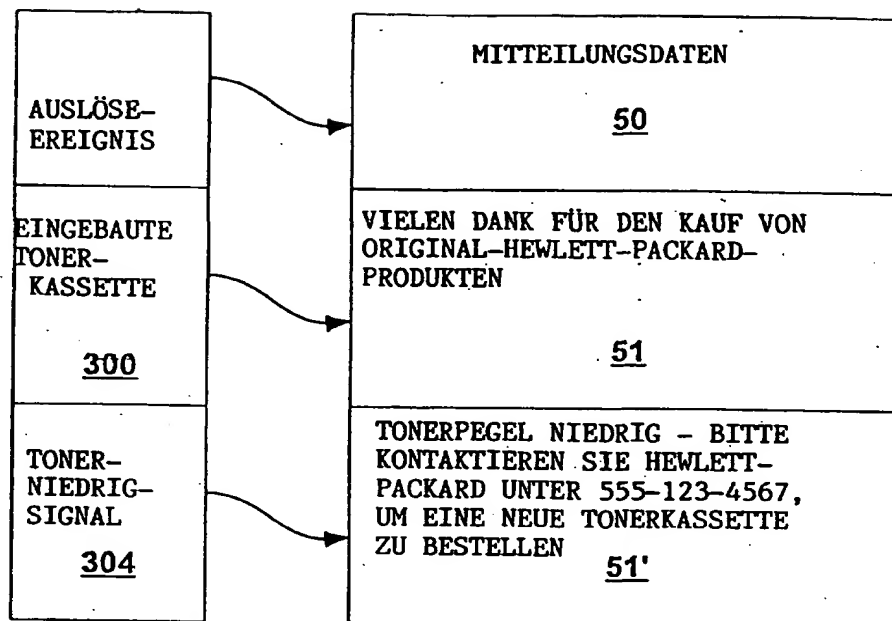 AUSLÖSE-
EREIGNIS
MITTEILUNGSDATEN
50
EINGEBAUTE
TONER-
KASSETTE
300
VIELEN DANK FÜR DEN KAUF VON
ORIGINAL-HEWLETT-PACKARD-
PRODUKTEN
51
TONER-
NIEDRIG-
SIGNAL
304
TONERPEGEL NIEDRIG - BITTE
KONTAKTIEREN SIE HEWLETT-
PACKARD UNTER 555-123-4567,
UM EINE NEUE TONERKASSETTE
ZU BESTELLEN
51'